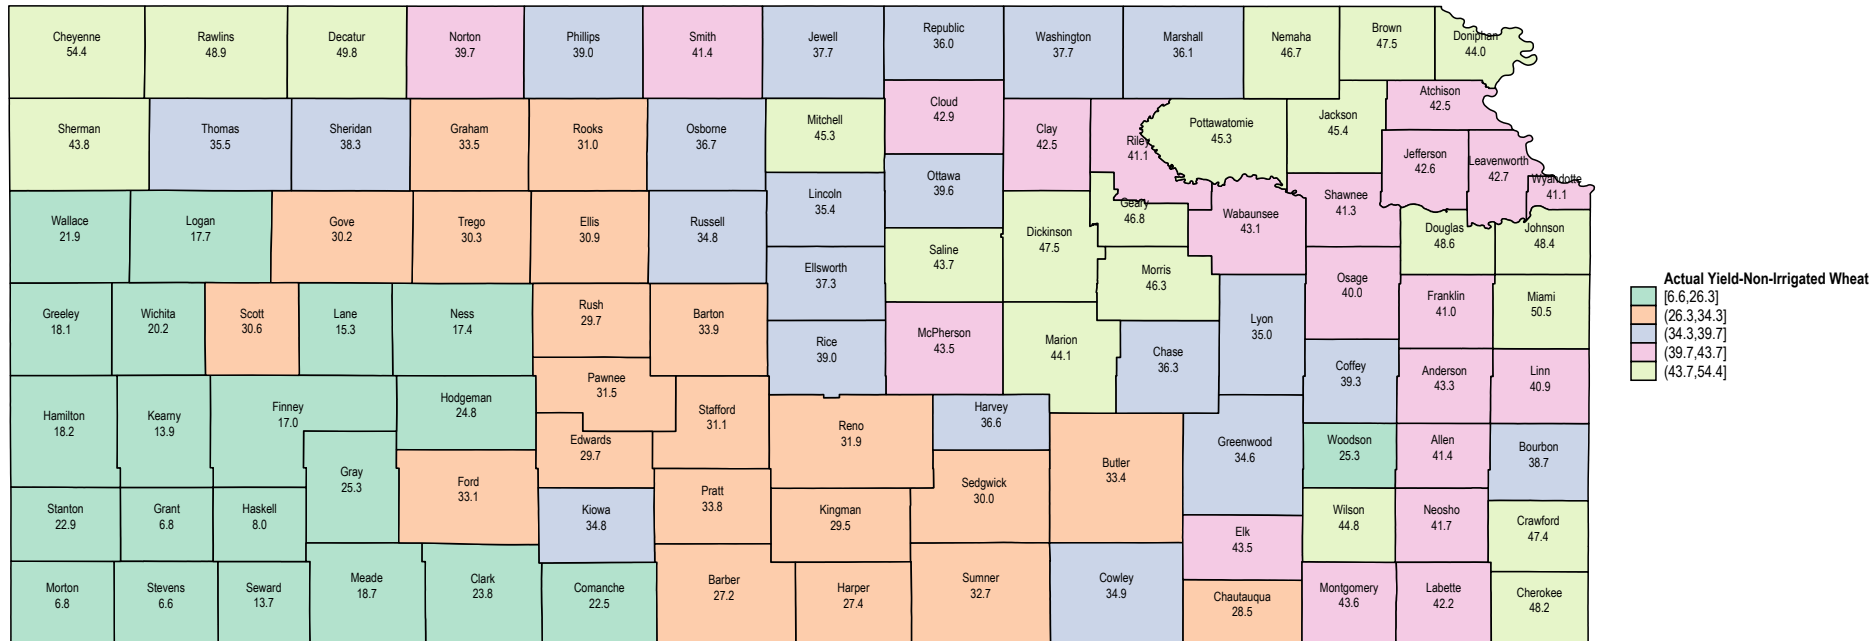 Cheyenne
54.4
Rawlins
48.9
Decatur
49.8
Norton
39.7
Phillips
39.0
Smith
41.4
Jewell
37.7
Republic
36.0
Washington
37.7
Marshall
36.1
Nemaha
46.7
Brown
47.5
Doniphan
44.0
Sherman
43.8
Thomas
35.5
Sheridan
38.3
Graham
33.5
Rooks
31.0
Osborne
36.7
Mitchell
45.3
Cloud
42.9
Clay
42.5
Riley
41.1
Pottawatomie
45.3
Jackson
45.4
Atchison
42.5
Jefferson
42.6
Leavenworth
42.7
Wyandotte
41.1
Wallace
21.9
Logan
17.7
Gove
30.2
Trego
30.3
Ellis
30.9
Russell
34.8
Lincoln
35.4
Ottawa
39.6
Saline
43.7
Dickinson
47.5
Geary
46.8
Morris
46.3
Wabaunsee
43.1
Shawnee
41.3
Osage
40.0
Douglas
48.6
Johnson
48.4
Greeley
18.1
Wichita
20.2
Scott
30.6
Lane
15.3
Ness
17.4
Rush
29.7
Barton
33.9
Ellsworth
37.3
Rice
39.0
McPherson
43.5
Marion
44.1
Chase
36.3
Lyon
35.0
Coffey
39.3
Franklin
41.0
Miami
50.5
Anderson
43.3
Linn
40.9
Hamilton
18.2
Kearny
13.9
Finney
17.0
Hodgeman
24.8
Pawnee
31.5
Edwards
29.7
Stafford
31.1
Reno
31.9
Harvey
36.6
Sedgwick
30.0
Butler
33.4
Greenwood
34.6
Woodson
25.3
Allen
41.4
Bourbon
38.7
Gray
25.3
Ford
33.1
Kiowa
34.8
Pratt
33.8
Kingman
29.5
Stanton
22.9
Grant
6.8
Haskell
8.0
Elk
43.5
Wilson
44.8
Neosho
41.7
Crawford
47.4
Morton
6.8
Stevens
6.6
Seward
13.7
Meade
18.7
Clark
23.8
Comanche
22.5
Barber
27.2
Harper
27.4
Sumner
32.7
Cowley
34.9
Chautauqua
28.5
Montgomery
43.6
Labette
42.2
Cherokee
48.2
Actual Yield-Non-Irrigated Wheat
[6.6,26.3]
(26.3,34.3]
(34.3,39.7]
(39.7,43.7]
(43.7,54.4]